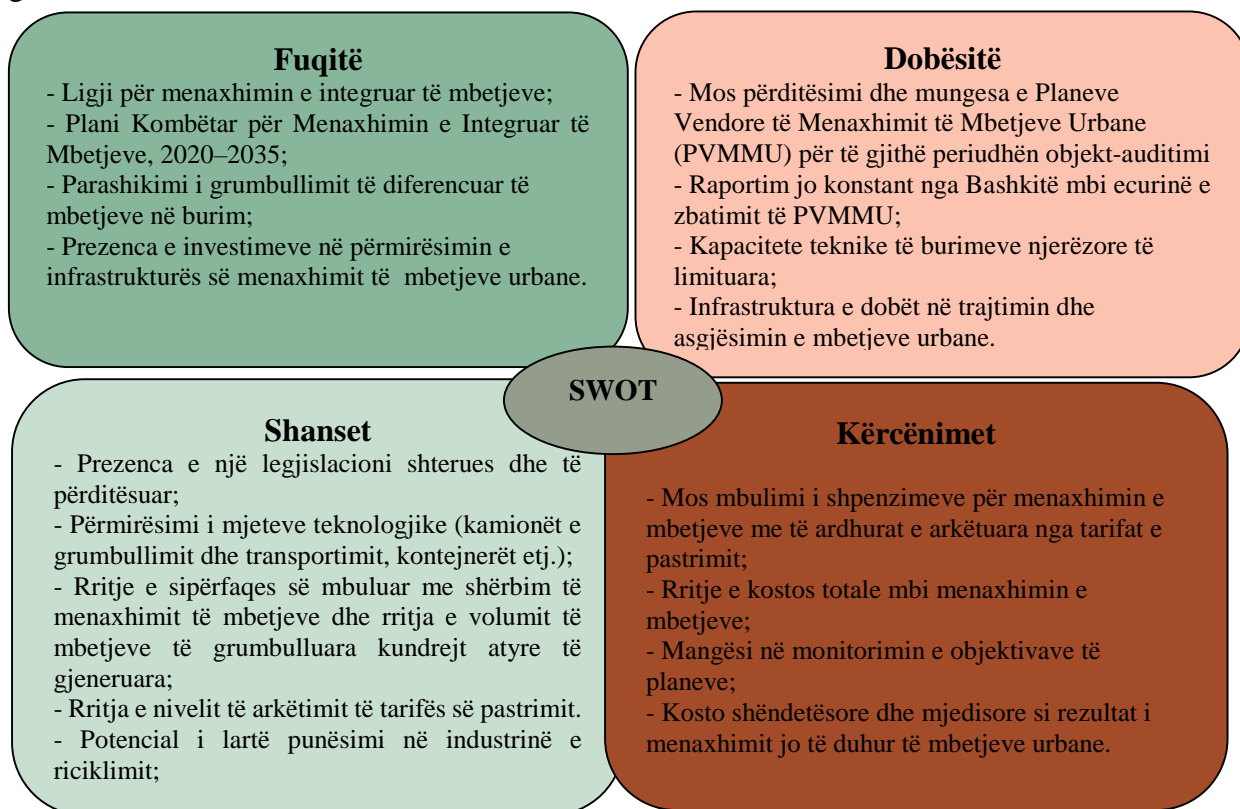 Fuqitë
- Ligji për menaxhimin e integruar të mbetjeve;
- Plani Kombëtar për Menaxhimin e Integruar të
Mbetjeve, 2020–2035;
- Parashikimi i grumbullimit të diferencuar të
mbetjeve në burim;
- Prezenca e investimeve në përmirësimin e
infrastrukturës së menaxhimit të mbetjeve urbane.
Dobësitë
- Mos përditësimi dhe mungesa e Planeve
Vendore të Menaxhimit të Mbetjeve Urbane
(PVMMU) për të gjithë periudhën objekt-auditimi
- Raportim jo konstant nga Bashkitë mbi ecurinë e
zbatimit të PVMMU;
- Kapacitete teknike të burimeve njerëzore të
limituara;
- Infrastruktura e dobët në trajtimin dhe
asgjësimin e mbetjeve urbane.
SWOT
Shanset
- Prezenca e një legjislacioni shterues dhe të
përditësuar;
- Përmirësimi i mjeteve teknologjike (kamionët e
grumbullimit dhe transportimit, kontejnerët etj.);
- Rritje e sipërfaqes së mbuluar me shërbim të
menaxhimit të mbetjeve dhe rritja e volumit të
mbetjeve të grumbulluara kundrejt atyre të
gjeneruara;
- Rritja e nivelit të arkëtimit të tarifës së pastrimit.
- Potencial i lartë punësimi në industrinë e
riciklimit;
Kërcënimet
- Mos mbulimi i shpenzimeve për menaxhimin e
mbetjeve me të ardhurat e arkëtuara nga tarifat e
pastrimit;
- Rritje e kostos totale mbi menaxhimin e
mbetjeve;
- Mangësi në monitorimin e objektivave të
planeve;
- Kosto shëndetësore dhe mjedisore si rezultat i
menaxhimit jo të duhur të mbetjeve urbane.